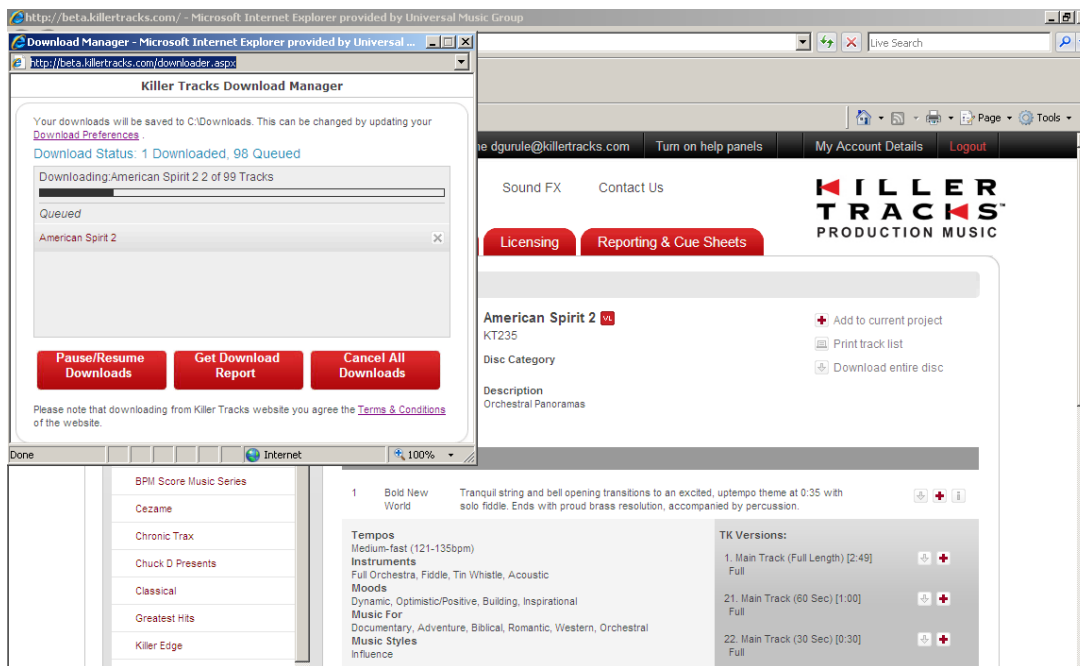 http://beta.killertracks.com/ - Microsoft Internet Explorer provided by Universal Music Group
Download Manager - Microsoft Internet Explorer provided by Universal ...
http://beta.killertracks.com/downloader.aspx
Killer Tracks Download Manager
Your downloads will be saved to C:\Downloads. This can be changed by updating your
Download Preferences .
Download Status: 1 Downloaded, 98 Queued
Downloading:American Spirit 2 2 of 99 Tracks
Queued
American Spirit 2
Pause/Resume
Downloads
Get Download
Report
Cancel All
Downloads
Please note that downloading from Killer Tracks website you agree the Terms & Conditions
of the website.
Done
Internet
100%
Live Search
Page
Tools
dgurule@killertracks.com
Turn on help panels
My Account Details
Logout
Sound FX
Contact Us
KILLER
TRACKS™
PRODUCTION MUSIC
Licensing
Reporting & Cue Sheets
American Spirit 2 VL
KT235
Disc Category
Description
Orchestral Panoramas
Add to current project
Print track list
Download entire disc
BPM Score Music Series
Cezame
Chronic Trax
Chuck D Presents
Classical
Greatest Hits
Killer Edge
1
Bold New
World
Tranquil string and bell opening transitions to an excited, uptempo theme at 0:35 with
solo fiddle. Ends with proud brass resolution, accompanied by percussion.
Tempos
Medium-fast (121-135bpm)
Instruments
Full Orchestra, Fiddle, Tin Whistle, Acoustic
Moods
Dynamic, Optimistic/Positive, Building, Inspirational
Music For
Documentary, Adventure, Biblical, Romantic, Western, Orchestral
Music Styles
Influence
TK Versions:
1. Main Track (Full Length) [2:49]
Full
21. Main Track (60 Sec) [1:00]
Full
22. Main Track (30 Sec) [0:30]
Full